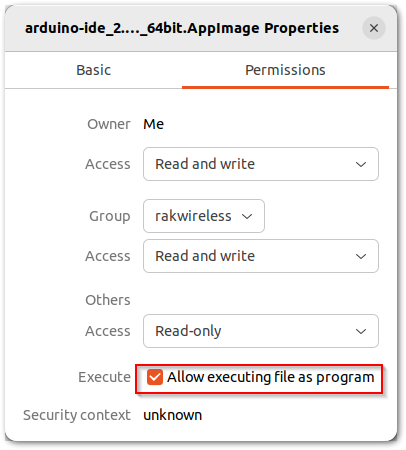 arduino-ide_2...._64bit.AppImage Properties
Basic Permissions
Owner Me
Access Read and write
Group rakwireless
Access Read and write
Others
Access Read-only
Execute Allow executing file as program
Security context unknown